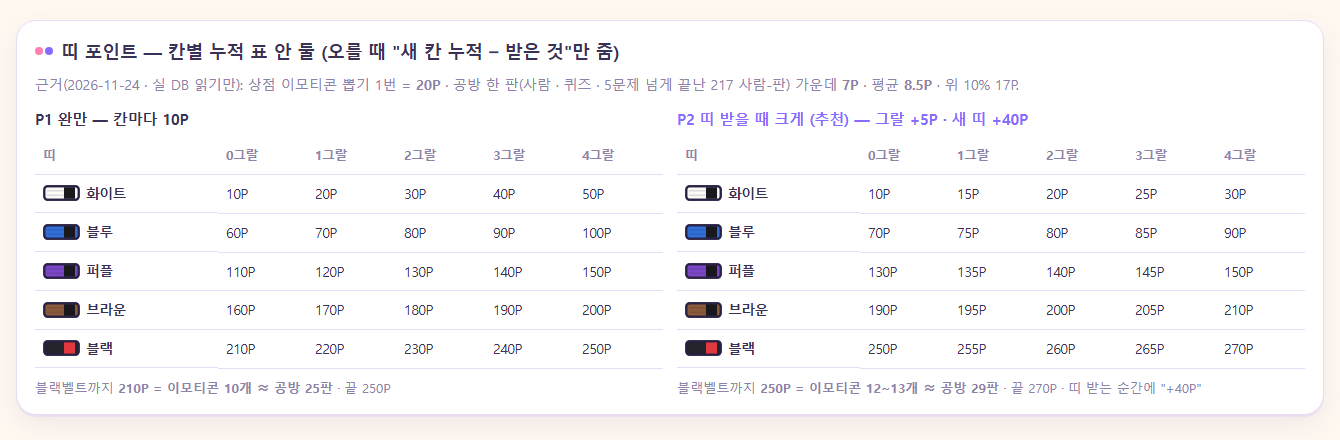 띠 포인트 — 칸별 누적 표 안 둘 (오를 때 "새 칸 누적 − 받은 것"만 줌)
근거(2026-11-24 · 실 DB 읽기만): 상점 이모티콘 뽑기 1번 = 20P · 공방 한 판(사람 · 퀴즈 · 5문제 넘게 끝난 217 사람-판) 가운데 7P · 평균 8.5P · 위 10% 17P.
P1 완만 — 칸마다 10P
띠 0그랄 1그랄 2그랄 3그랄 4그랄
화이트 10P 20P 30P 40P 50P
블루 60P 70P 80P 90P 100P
퍼플 110P 120P 130P 140P 150P
브라운 160P 170P 180P 190P 200P
블랙 210P 220P 230P 240P 250P
블랙벨트까지 210P = 이모티콘 10개 ≈ 공방 25판 · 끝 250P
P2 띠 받을 때 크게 (추천) — 그랄 +5P · 새 띠 +40P
띠 0그랄 1그랄 2그랄 3그랄 4그랄
화이트 10P 15P 20P 25P 30P
블루 70P 75P 80P 85P 90P
퍼플 130P 135P 140P 145P 150P
브라운 190P 195P 200P 205P 210P
블랙 250P 255P 260P 265P 270P
블랙벨트까지 250P = 이모티콘 12~13개 ≈ 공방 29판 · 끝 270P · 띠 받는 순간에 "+40P"